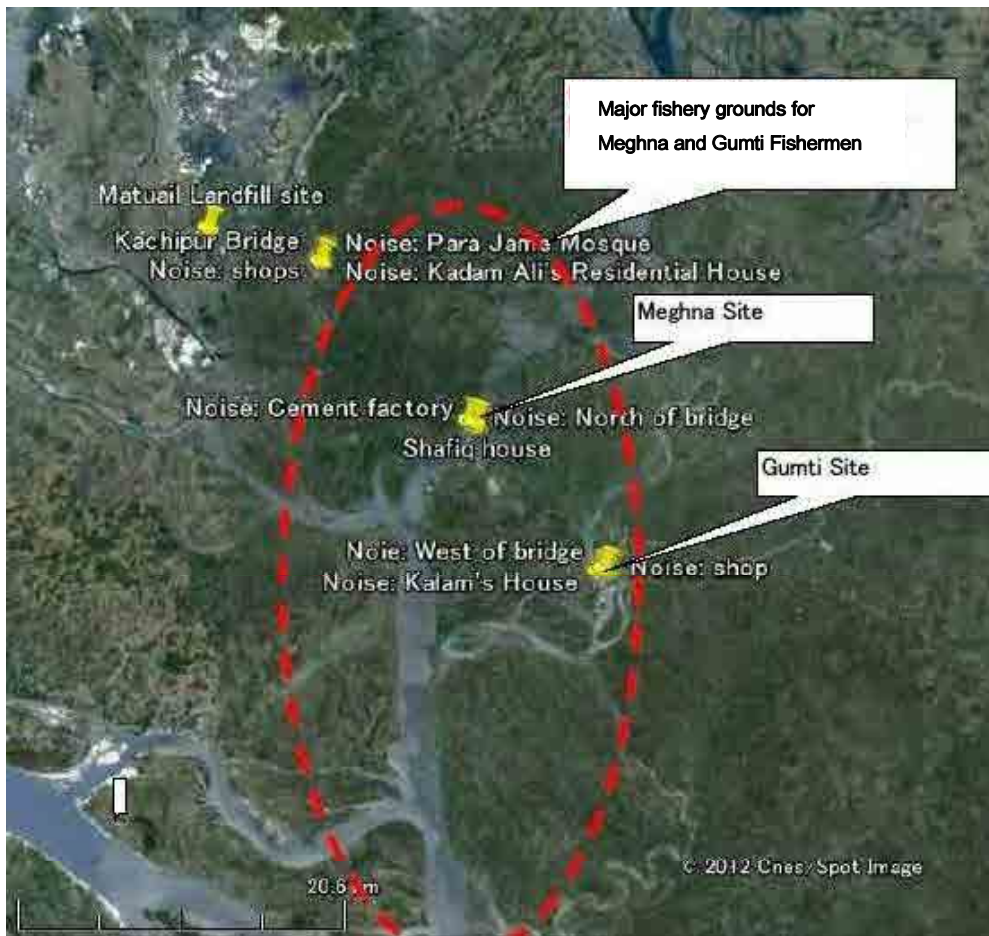 Major fishery grounds for
Meghna and Gumti Fishermen
Matuail Landfill site
Kachipur Bridge
Noise: shops
Noise: Para Jame Mosque
Noise: Kadam Ali's Residential House
Meghna Site
Noise: Cement factory
Noise: North of bridge
Shafiq house
Gumti Site
Noie: West of bridge
Noise: shop
Noise: Kalam's House
© 2012 Cnes/Spot Image